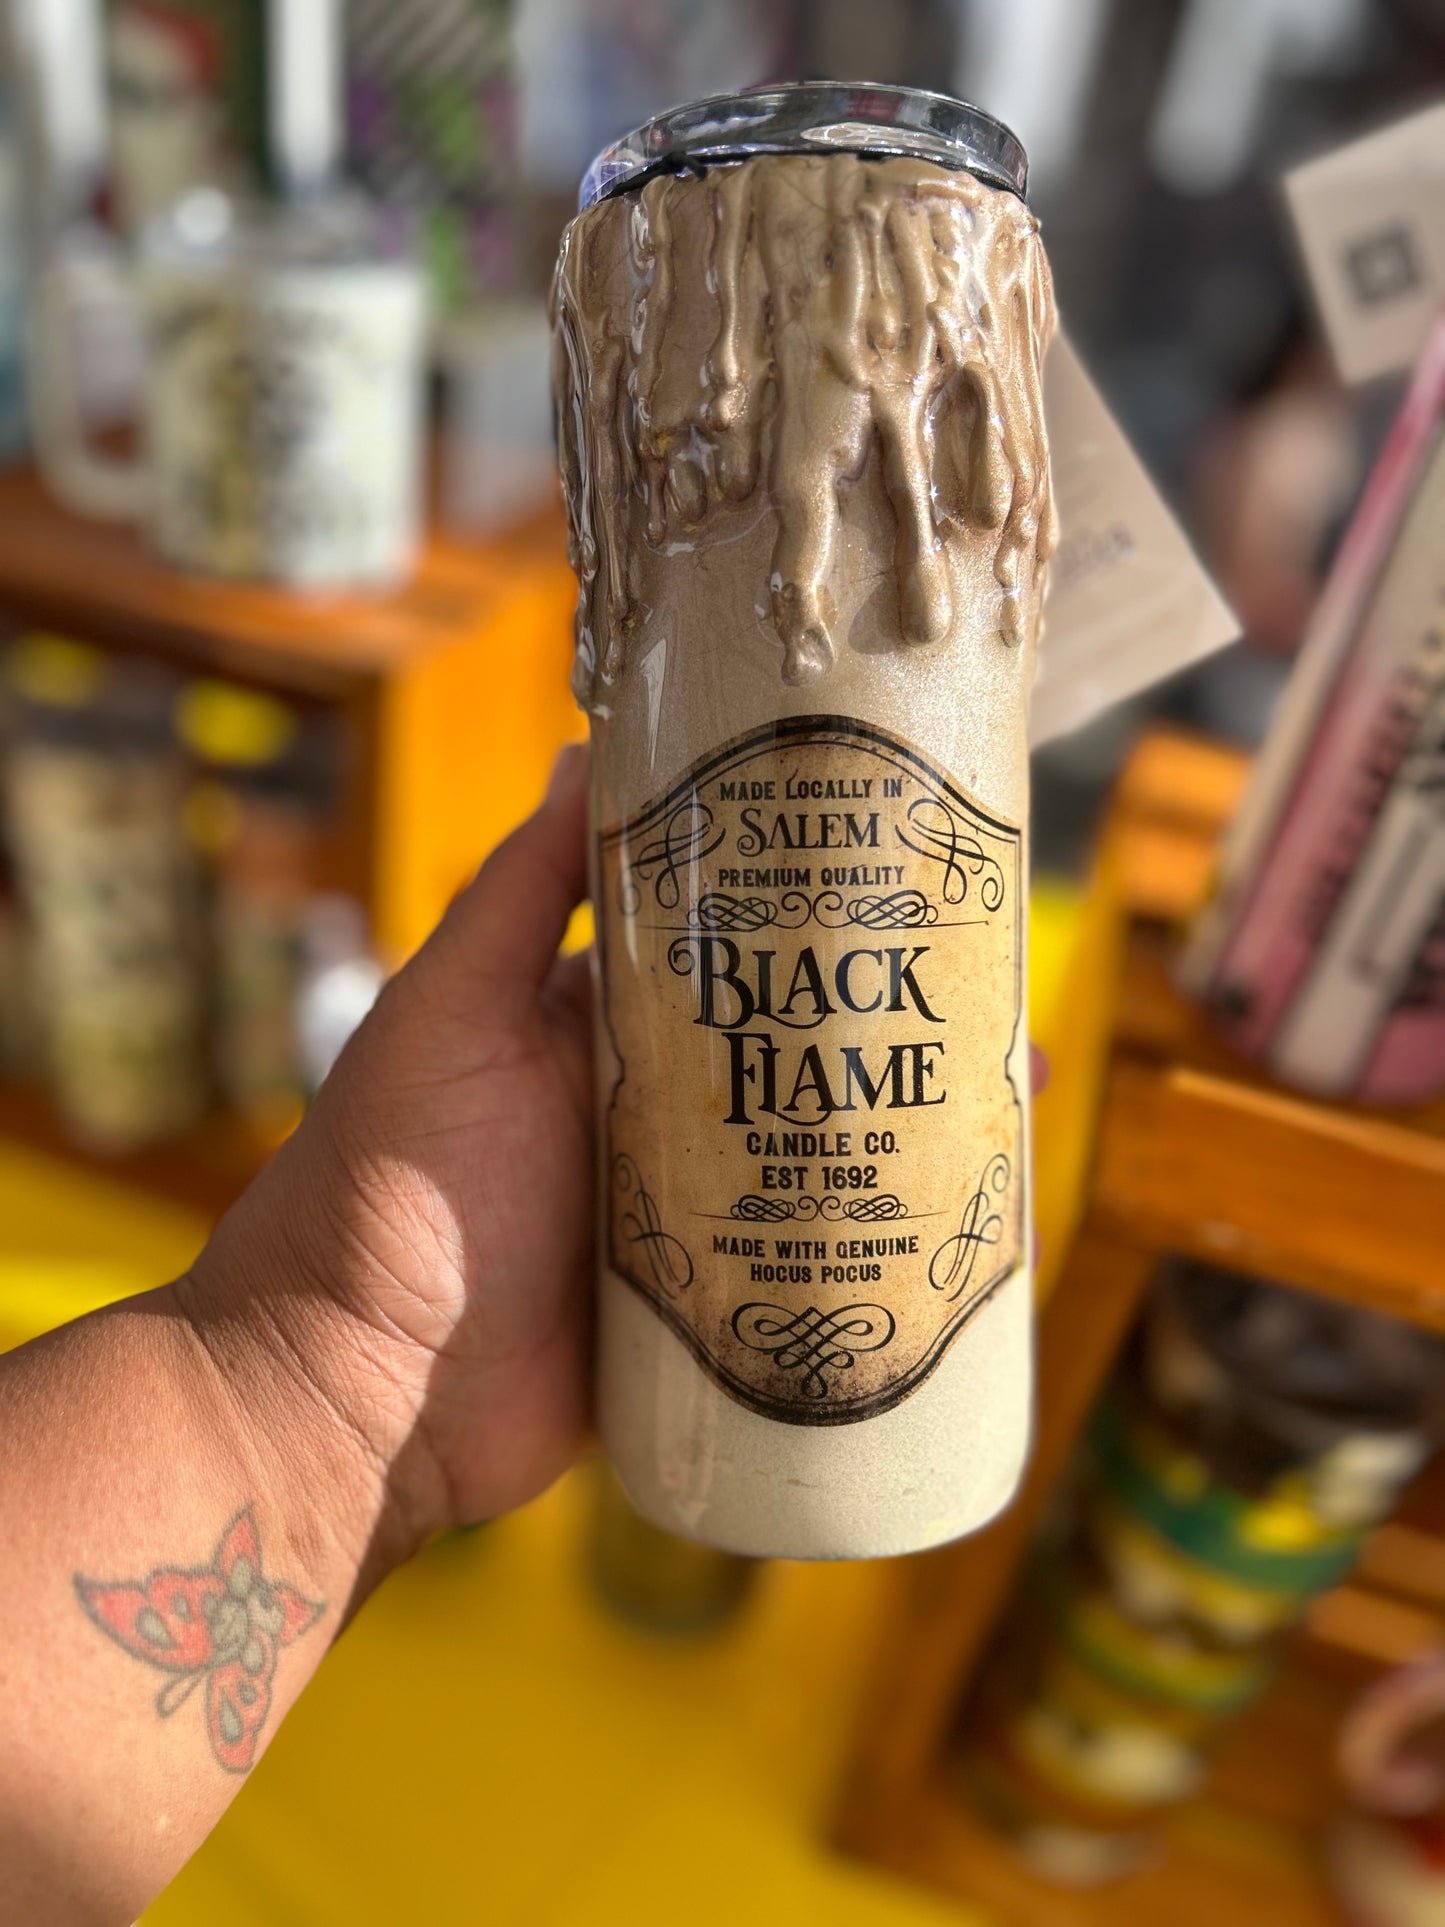 MADE LOCALLY IN
SALEM
PREMIUM QUALITY
BLACK
FLAME
CANDLE CO.
EST 1692
MADE WITH GENUINE
HOCUS POCUS